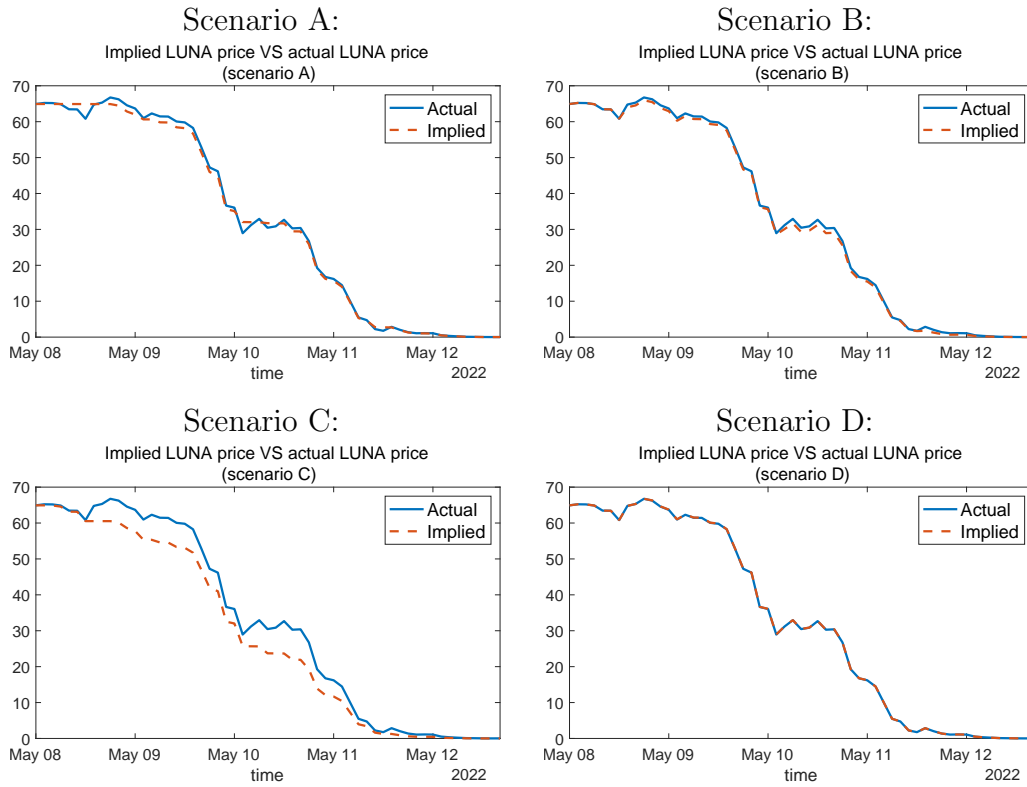 Scenario A:
Implied LUNA price VS actual LUNA price
(scenario A)
70
60
50
40
30
20
10
0
Actual
Implied
May 08
May 09
May 10
May 11
May 12
time
2022
Scenario B:
Implied LUNA price VS actual LUNA price
(scenario B)
70
60
50
40
30
20
10
0
Actual
Implied
May 08
May 09
May 10
May 11
May 12
time
2022
Scenario C:
Implied LUNA price VS actual LUNA price
(scenario C)
70
60
50
40
30
20
10
0
Actual
Implied
May 08
May 09
May 10
May 11
May 12
time
2022
Scenario D:
Implied LUNA price VS actual LUNA price
(scenario D)
70
60
50
40
30
20
10
0
Actual
Implied
May 08
May 09
May 10
May 11
May 12
time
2022